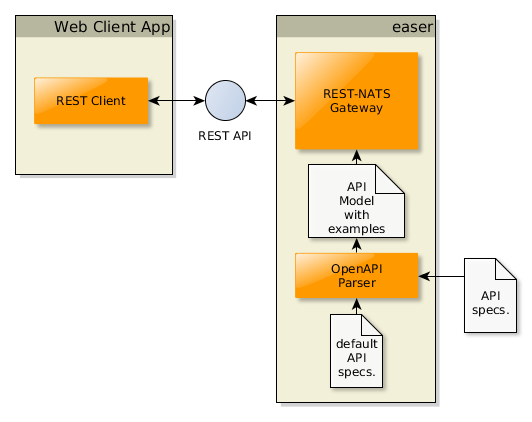 Web Client App
easer
REST Client
REST API
REST-NATS
Gateway
API
Model
with
examples
OpenAPI
Parser
API
specs.
default
API
specs.